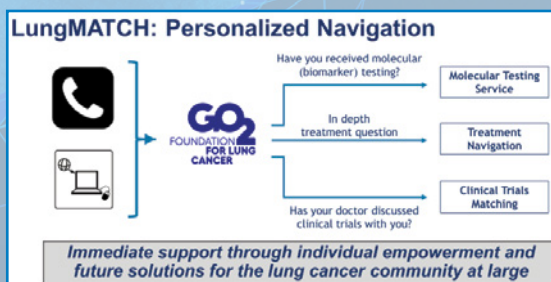 LungMATCH: Personalized Navigation
Have you received molecular
(biomarker) testing?
Molecular Testing
Service
GO2
FOUNDATION
FOR LUNG
CANCER
In depth
treatment question
Treatment
Navigation
Clinical Trials
Matching
Has your doctor discussed
clinical trials with you?
Immediate support through individual empowerment and
future solutions for the lung cancer community at large